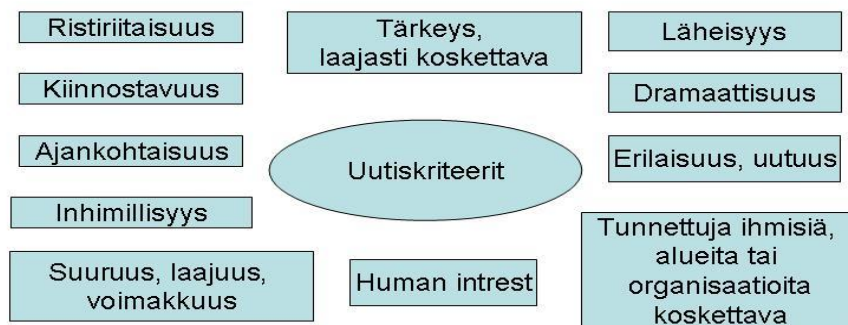 Ristiriitaisuus
Tärkeys,
laajasti koskettava
Läheisyys
Kiinnostavuus
Dramaattisuus
Ajankohtaisuus
Uutiskriteerit
Erilaisuus, uutuus
Inhimillisyys
Suuruus, laajuus,
voimakkuus
Human intrest
Tunnettuja ihmisiä,
alueita tai
organisaatioita
koskettava